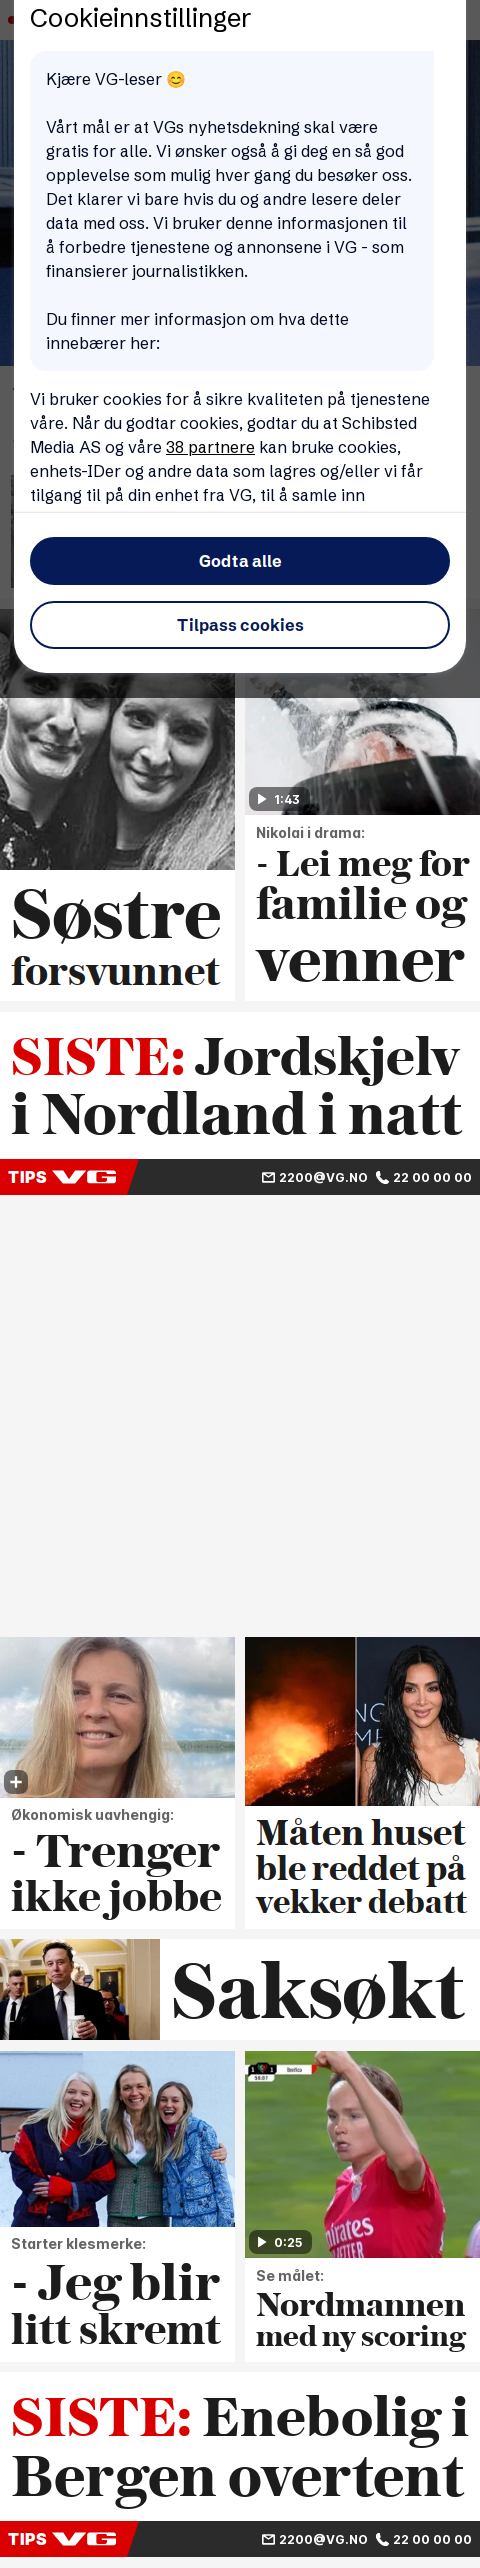 Cookieinnstillinger
Kjære VG-leser 😊
Vårt mål er at VGs nyhetsdekning skal være
gratis for alle. Vi ønsker også å gi deg en så god
opplevelse som mulig hver gang du besøker oss.
Det klarer vi bare hvis du og andre lesere deler
data med oss. Vi bruker denne informasjonen til
å forbedre tjenestene og annonsene i VG - som
finansierer journalistikken.
Du finner mer informasjon om hva dette
innebærer her:
Vi bruker cookies for å sikre kvaliteten på tjenestene
våre. Når du godtar cookies, godtar du at Schibsted
Media AS og våre 38 partnere kan bruke cookies,
enhets-IDer og andre data som lagres og/eller vi får
tilgang til på din enhet fra VG, til å samle inn
Godta alle
Tilpass cookies
Søstre
forsvunnet
1:43
Nikolai i drama:
- Lei meg for
familie og
venner
SISTE: Jordskjelv
i Nordland i natt
TIPS VG 2200@VG.NO 22 00 00 00
Økonomisk uavhengig:
- Trenger
ikke jobbe
Måten huset
ble reddet på
vekker debatt
Saksøkt
Starter klesmerke:
- Jeg blir
litt skremt
1 1 Benfica
58:07
0:25
Se målet:
Nordmannen
med ny scoring
SISTE: Enebolig i
Bergen overtent
TIPS VG 2200@VG.NO 22 00 00 00